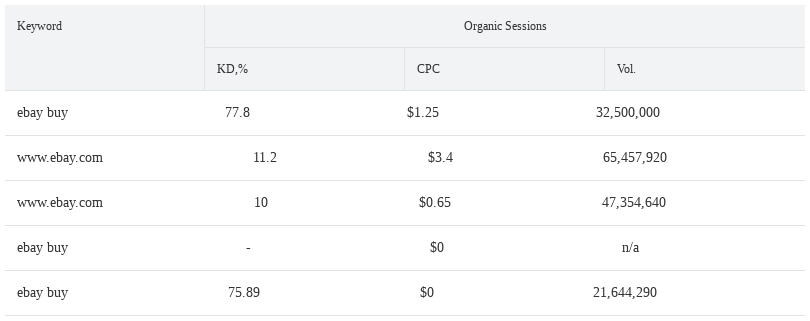 Keyword Organic Sessions
KD,% CPC Vol.
ebay buy 77.8 $1.25 32,500,000
www.ebay.com 11.2 $3.4 65,457,920
www.ebay.com 10 $0.65 47,354,640
ebay buy - $0 n/a
ebay buy 75.89 $0 21,644,290